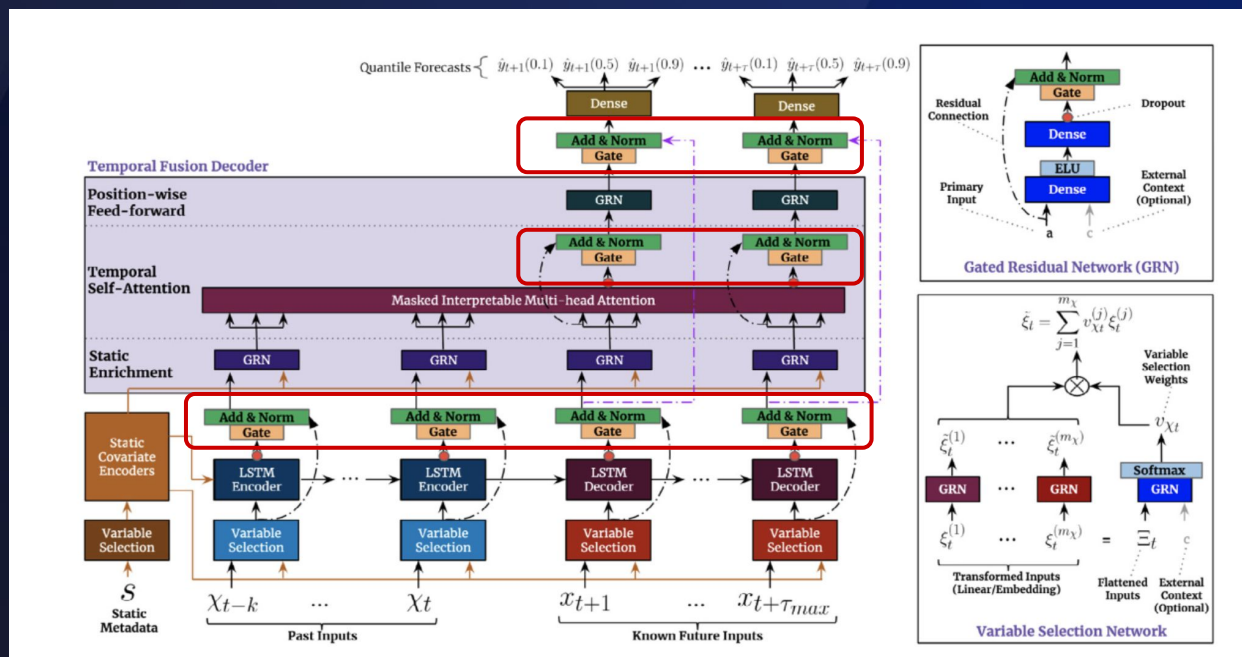 Quantile Forecasts { ŷt+1(0.1) ŷt+1(0.5) ŷt+1(0.9) ... ŷt+τ(0.1) ŷt+τ(0.5) ŷt+τ(0.9)
Dense Dense
Add & Norm Add & Norm
Gate Gate
Temporal Fusion Decoder
Position-wise
Feed-forward
GRN GRN
Add & Norm Add & Norm
Gate Gate
Temporal
Self-Attention
Masked Interpretable Multi-head Attention
Static
Enrichment
GRN GRN GRN GRN
Add & Norm Add & Norm Add & Norm Add & Norm
Gate Gate Gate Gate
Static
Covariate
Encoders
LSTM
Encoder
...
LSTM
Encoder
LSTM
Decoder
...
LSTM
Decoder
Variable
Selection
Variable
Selection
Variable
Selection
Variable
Selection
Variable
Selection
s
Static
Metadata
χt−k ... χt xt+1 ... xt+τmax
Past Inputs Known Future Inputs
Add & Norm
Gate
Residual
Connection
Dropout
Dense
ELU
Dense
Primary
Input
External
Context
(Optional)
a c
Gated Residual Network (GRN)
ξ̃t = ∑ j=1 mχ vχt(j) ξ̃t(j)
Variable
Selection
Weights
vχt
ξ̃t(1) ... ξ̃t(mχ)
Softmax
GRN ... GRN GRN
ξt(1) ... ξt(mχ) = Ξt c
Transformed Inputs
(Linear/Embedding)
Flattened
Inputs
External
Context
(Optional)
Variable Selection Network